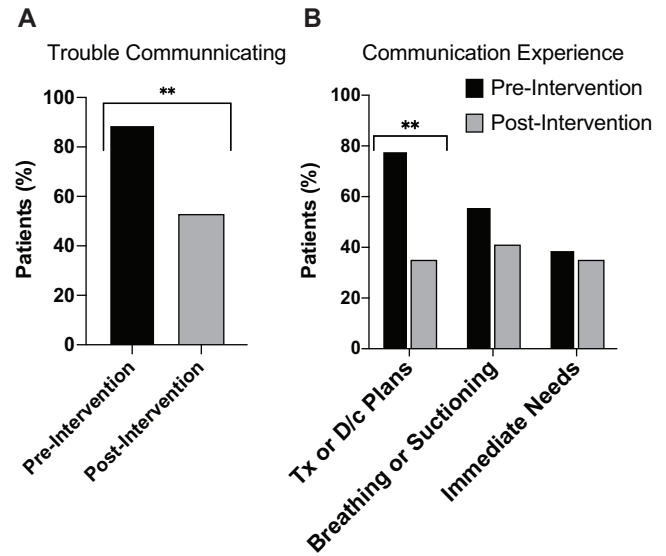 A
Trouble Communnicating
**
100
80
60
40
20
0
Patients (%)
Pre-Intervention
Post-Intervention
B
Communication Experience
Pre-Intervention
Post-Intervention
**
100
80
60
40
20
0
Patients (%)
Tx or D/c Plans
Breathing or Suctioning
Immediate Needs